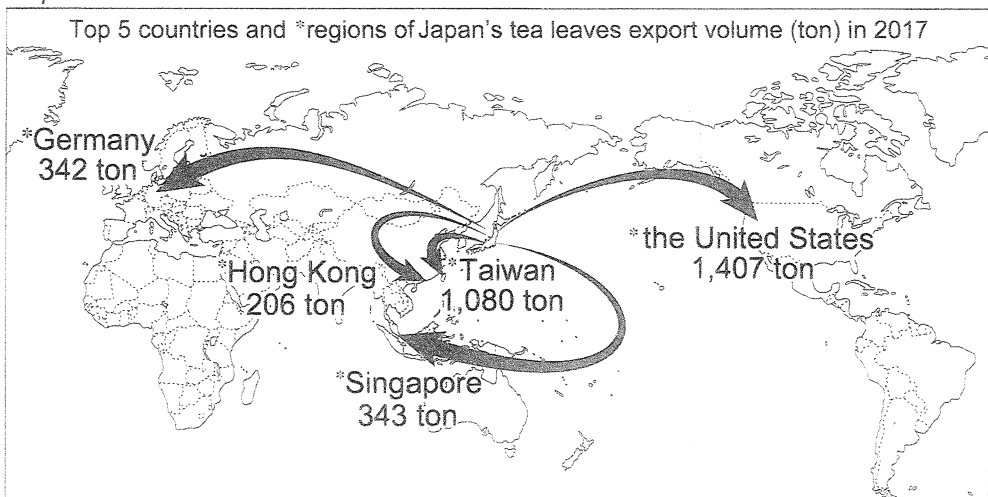 Top 5 countries and *regions of Japan's tea leaves export volume (ton) in 2017
*Germany
342 ton
*the United States
1,407 ton
*Hong Kong
206 ton
*Taiwan
1,080 ton
*Singapore
343 ton